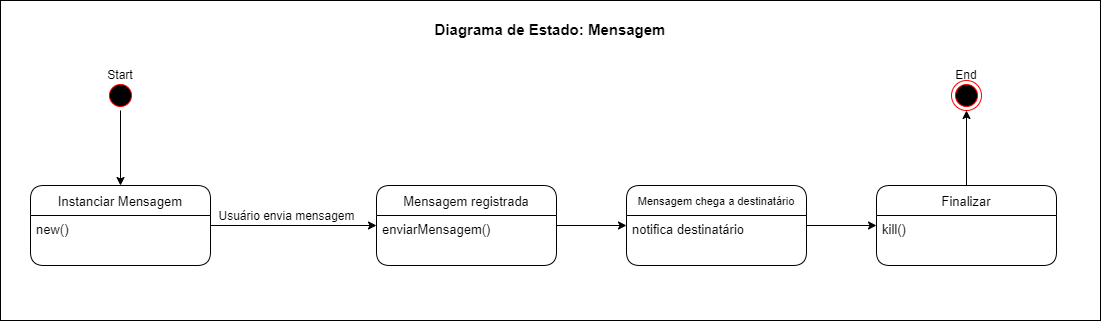 Diagrama de Estado: Mensagem
Start
End
Instanciar Mensagem
new()
Usuário envia mensagem
Mensagem registrada
enviarMensagem()
Mensagem chega a destinatário
notifica destinatário
Finalizar
kill()